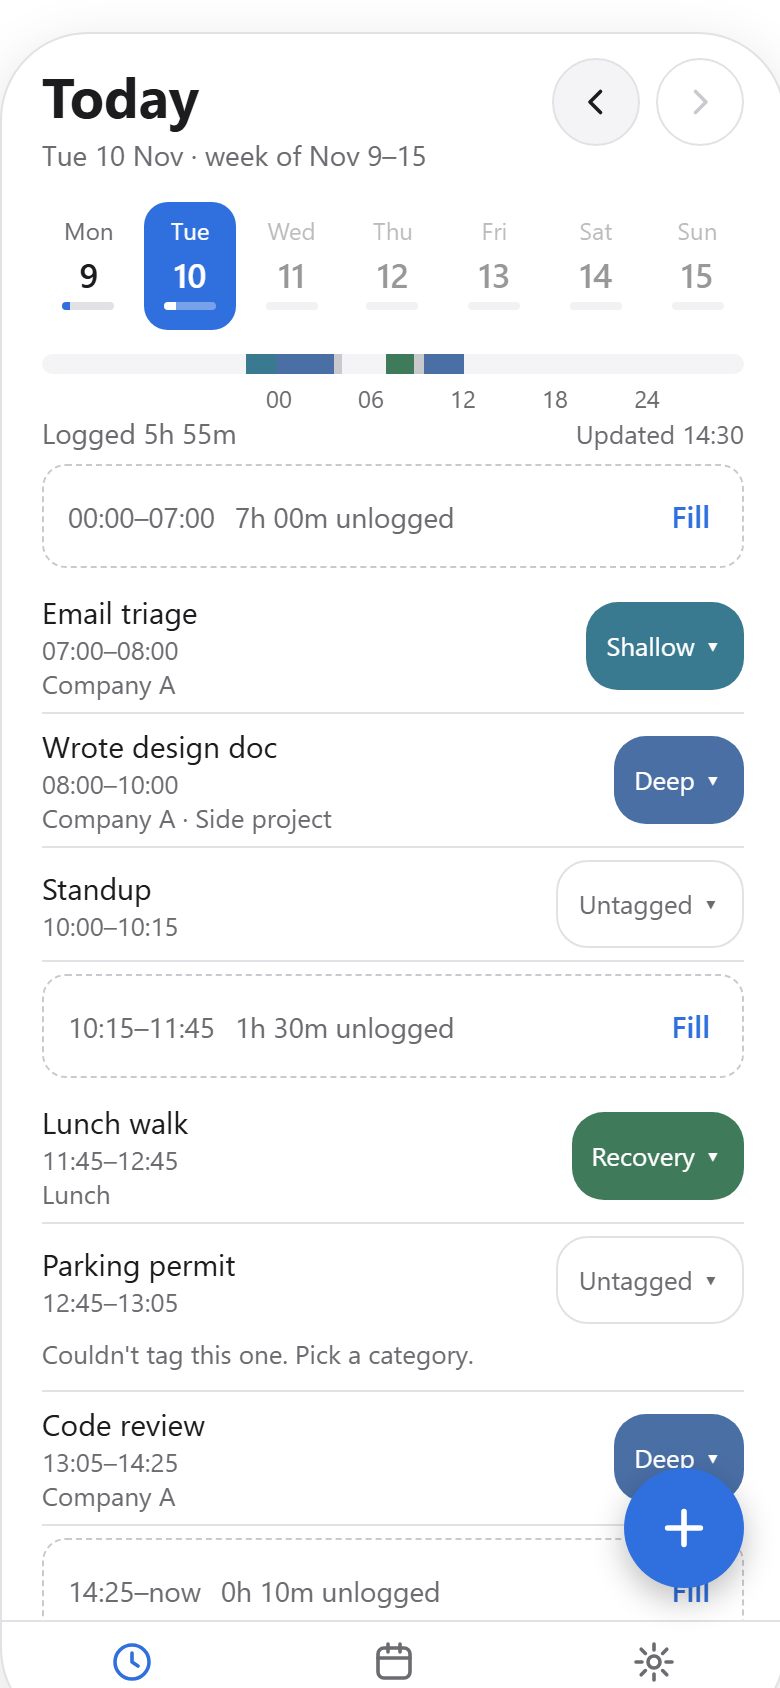 Today
Tue 10 Nov · week of Nov 9–15
Mon Tue Wed Thu Fri Sat Sun
9 10 11 12 13 14 15
00 06 12 18 24
Logged 5h 55m Updated 14:30
00:00–07:00 7h 00m unlogged Fill
Email triage
07:00–08:00
Company A
Shallow
Wrote design doc
08:00–10:00
Company A · Side project
Deep
Standup
10:00–10:15
Untagged
10:15–11:45 1h 30m unlogged Fill
Lunch walk
11:45–12:45
Lunch
Recovery
Parking permit
12:45–13:05
Untagged
Couldn't tag this one. Pick a category.
Code review
13:05–14:25
Company A
Deep
14:25–now 0h 10m unlogged Fill